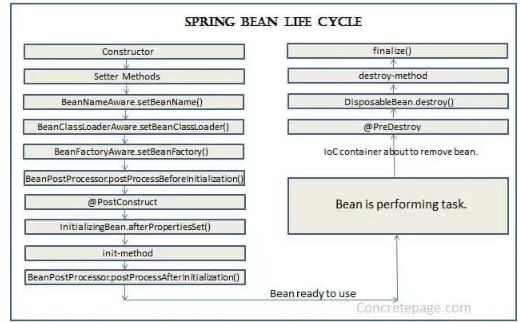 SPRING BEAN LIFE CYCLE
Constructor
Setter Methods
BeanNameAware.setBeanName()
BeanClassLoaderAware.setBeanClassLoader()
BeanFactoryAware.setBeanFactory()
BeanPostProcessor.postProcessBeforeInitialization()
@PostConstruct
InitializingBean.afterPropertiesSet()
init-method
BeanPostProcessor.postProcessAfterInitialization()
Bean ready to use
Bean is performing task.
IoC container about to remove bean.
@PreDestroy
DisposableBean.destroy()
destroy-method
finalize()
Concretepage.com